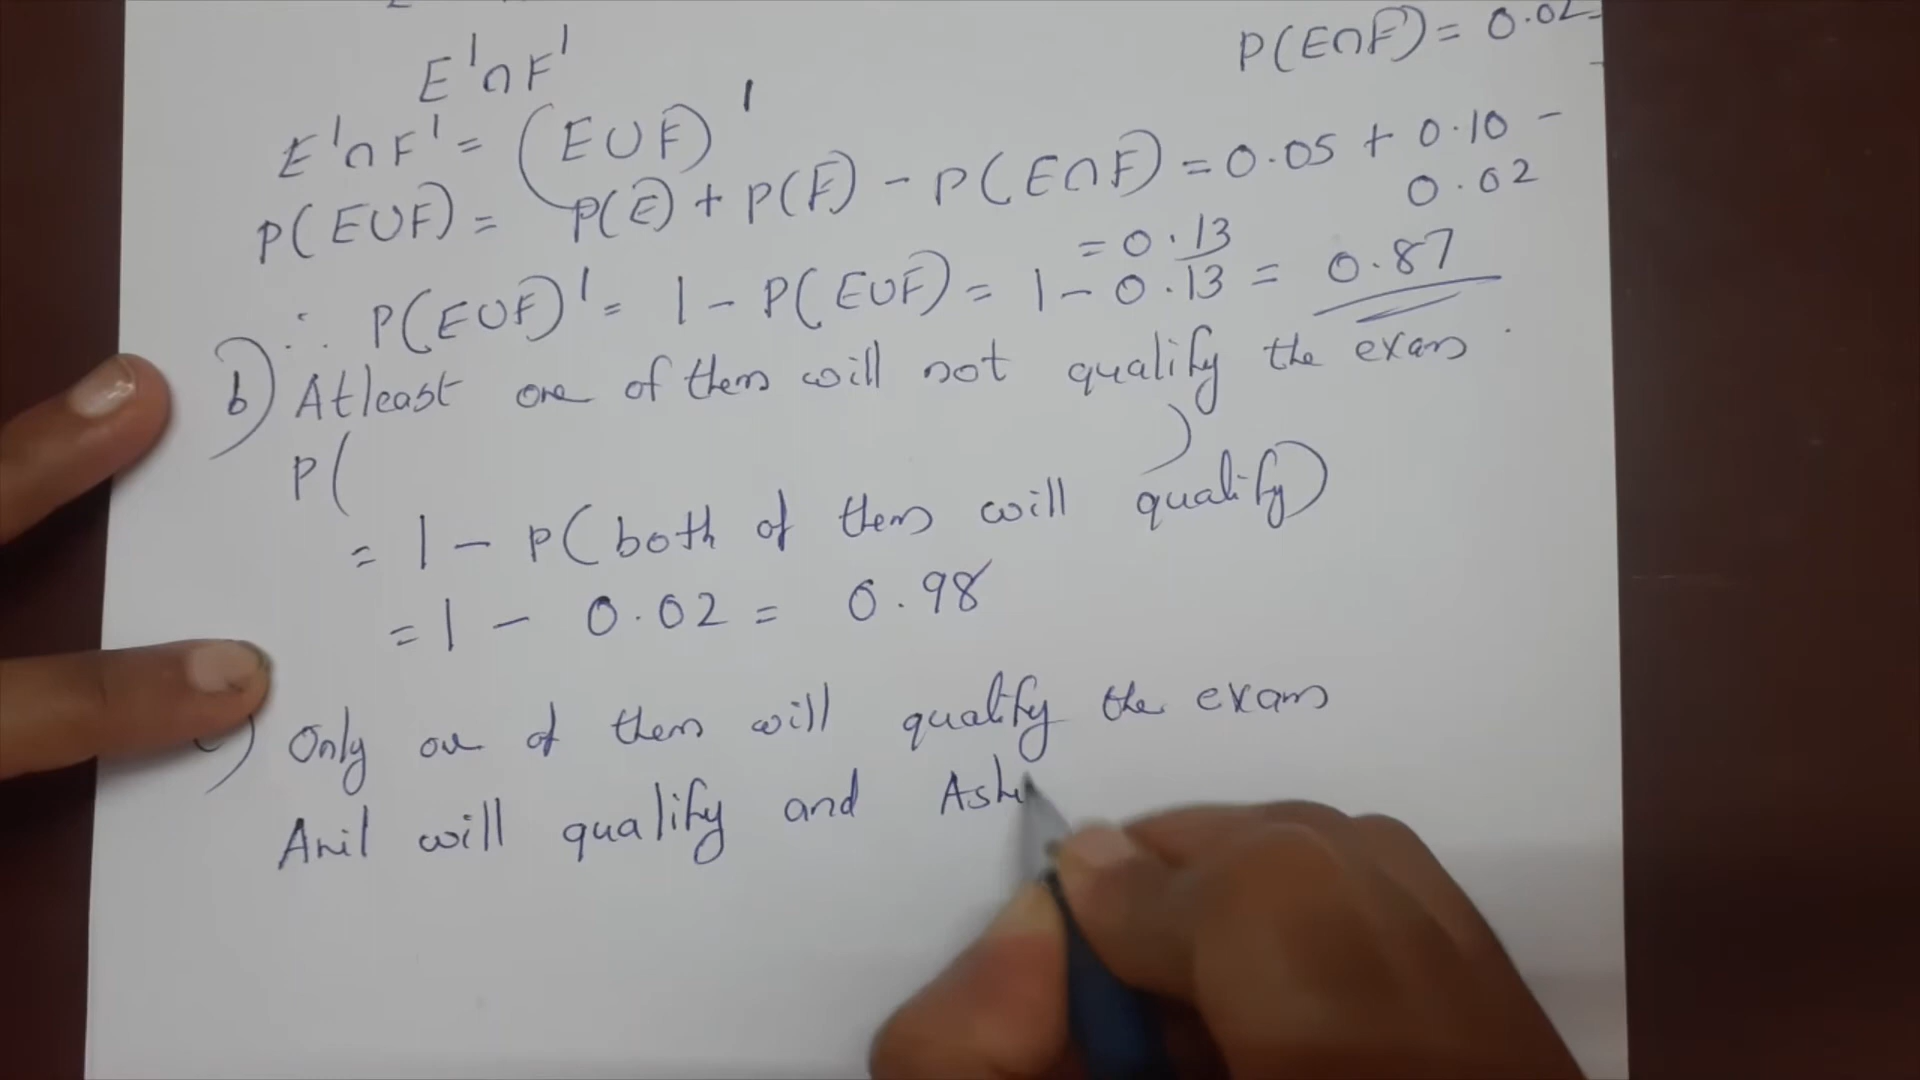 P(E∩F) = 0.02
E'∩F'
E'∩F' = (E∪F)'
P(E∪F) = P(E) + P(F) - P(E∩F) = 0.05 + 0.10 -
0.02
= 0.13
∴ P(E∪F)' = 1 - P(E∪F) = 1 - 0.13 = 0.87
b) Atleast one of them will not qualify the exam.
P( )
= 1 - P(both of them will qualify)
= 1 - 0.02 = 0.98
) Only one of them will qualify the exam
Anil will qualify and Ash